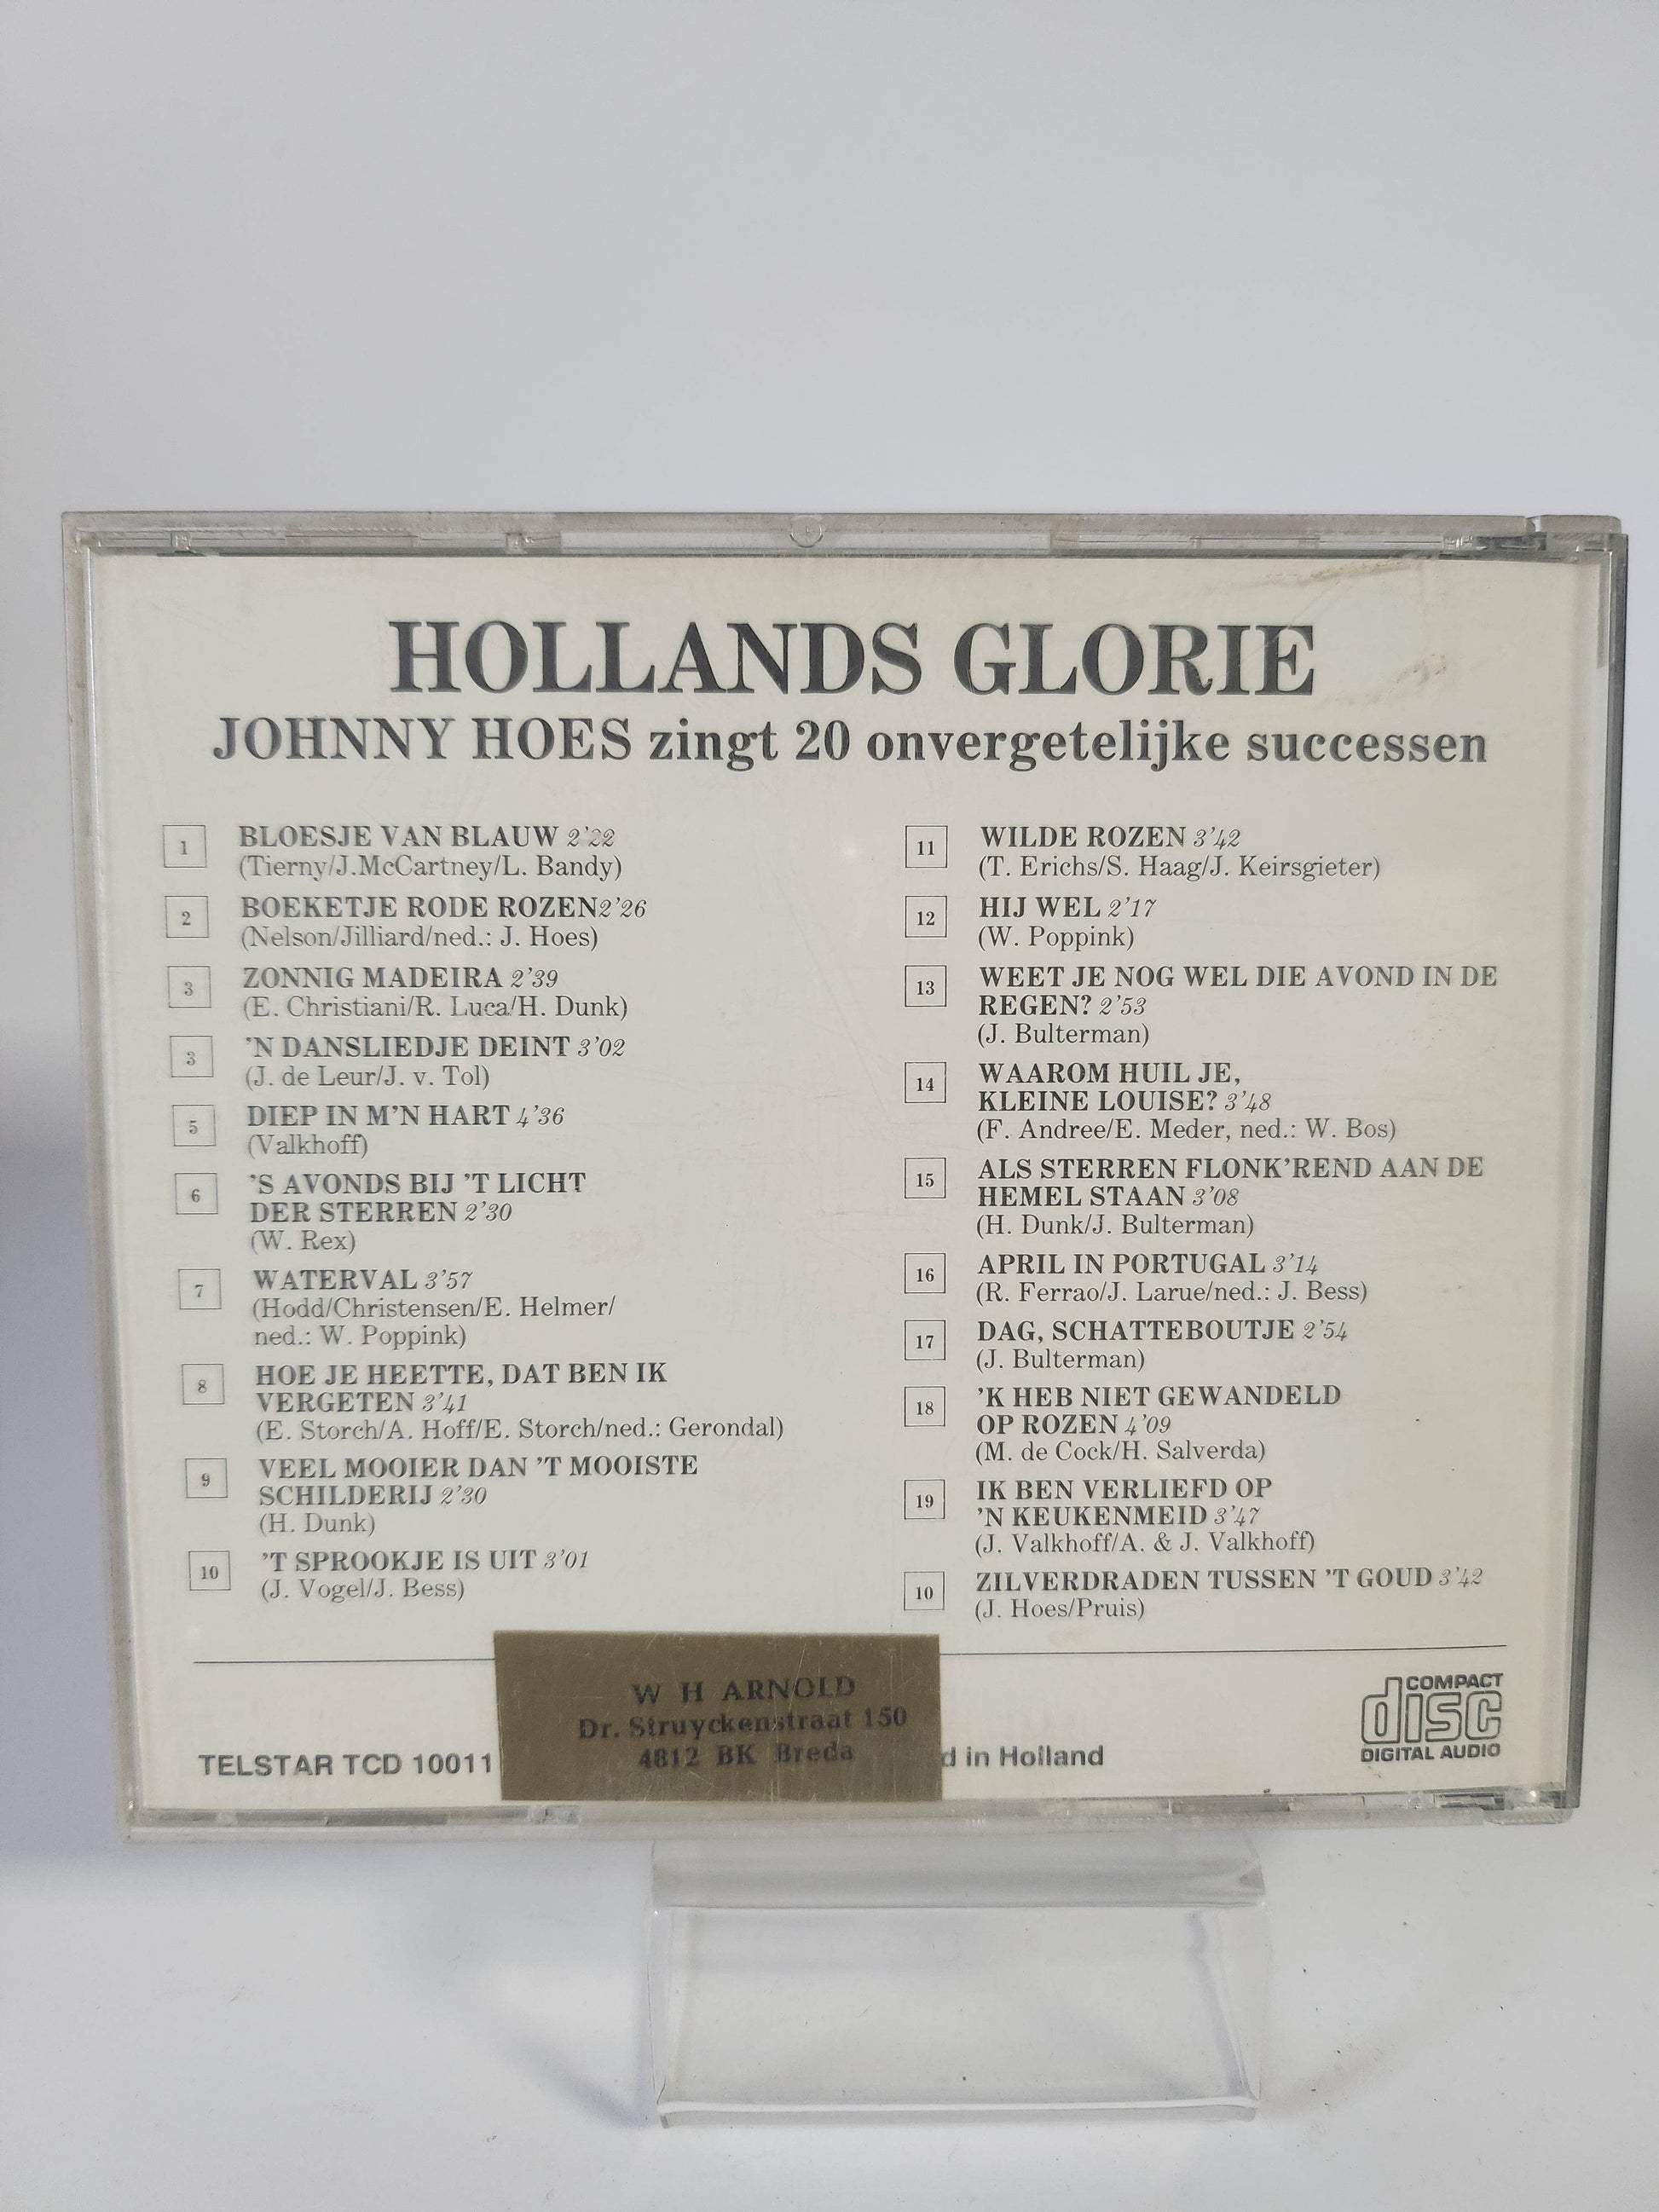 HOLLANDS GLORIE
JOHNNY HOES zingt 20 onvergetelijke successen
1 BLOESJE VAN BLAUW 2'22
(Tierny/J.McCartney/L. Bandy)
2 BOEKETJE RODE ROZEN2'26
(Nelson/Jilliard/ned.: J. Hoes)
3 ZONNIG MADEIRA 2'39
(E. Christiani/R. Luca/H. Dunk)
3 'N DANSLIEDJE DEINT 3'02
(J. de Leur/J. v. Tol)
5 DIEP IN M'N HART 4'36
(Valkhoff)
6 'S AVONDS BIJ 'T LICHT
DER STERREN 2'30
(W. Rex)
7 WATERVAL 3'57
(Hodd/Christensen/E. Helmer/
ned.: W. Poppink)
8 HOE JE HEETTE, DAT BEN IK
VERGETEN 3'41
(E. Storch/A. Hoff/E. Storch/ned.: Gerondal)
9 VEEL MOOIER DAN 'T MOOISTE
SCHILDERIJ 2'30
(H. Dunk)
10 'T SPROOKJE IS UIT 3'01
(J. Vogel/J. Bess)
11 WILDE ROZEN 3'42
(T. Erichs/S. Haag/J. Keirsgieter)
12 HIJ WEL 2'17
(W. Poppink)
13 WEET JE NOG WEL DIE AVOND IN DE
REGEN? 2'53
(J. Bulterman)
14 WAAROM HUIL JE,
KLEINE LOUISE? 3'48
(F. Andree/E. Meder, ned.: W. Bos)
15 ALS STERREN FLONK'REND AAN DE
HEMEL STAAN 3'08
(H. Dunk/J. Bulterman)
16 APRIL IN PORTUGAL 3'14
(R. Ferrao/J. Larue/ned.: J. Bess)
17 DAG, SCHATTEBOUTJE 2'54
(J. Bulterman)
18 'K HEB NIET GEWANDELD
OP ROZEN 4'09
(M. de Cock/H. Salverda)
19 IK BEN VERLIEFD OP
'N KEUKENMEID 3'47
(J. Valkhoff/A. & J. Valkhoff)
10 ZILVERDRADEN TUSSEN 'T GOUD 3'42
(J. Hoes/Pruis)
W H ARNOLD
Dr. Struyckenstraat 150
4812 BK Breda
TELSTAR TCD 10011
d in Holland
COMPACT
disc
DIGITAL AUDIO